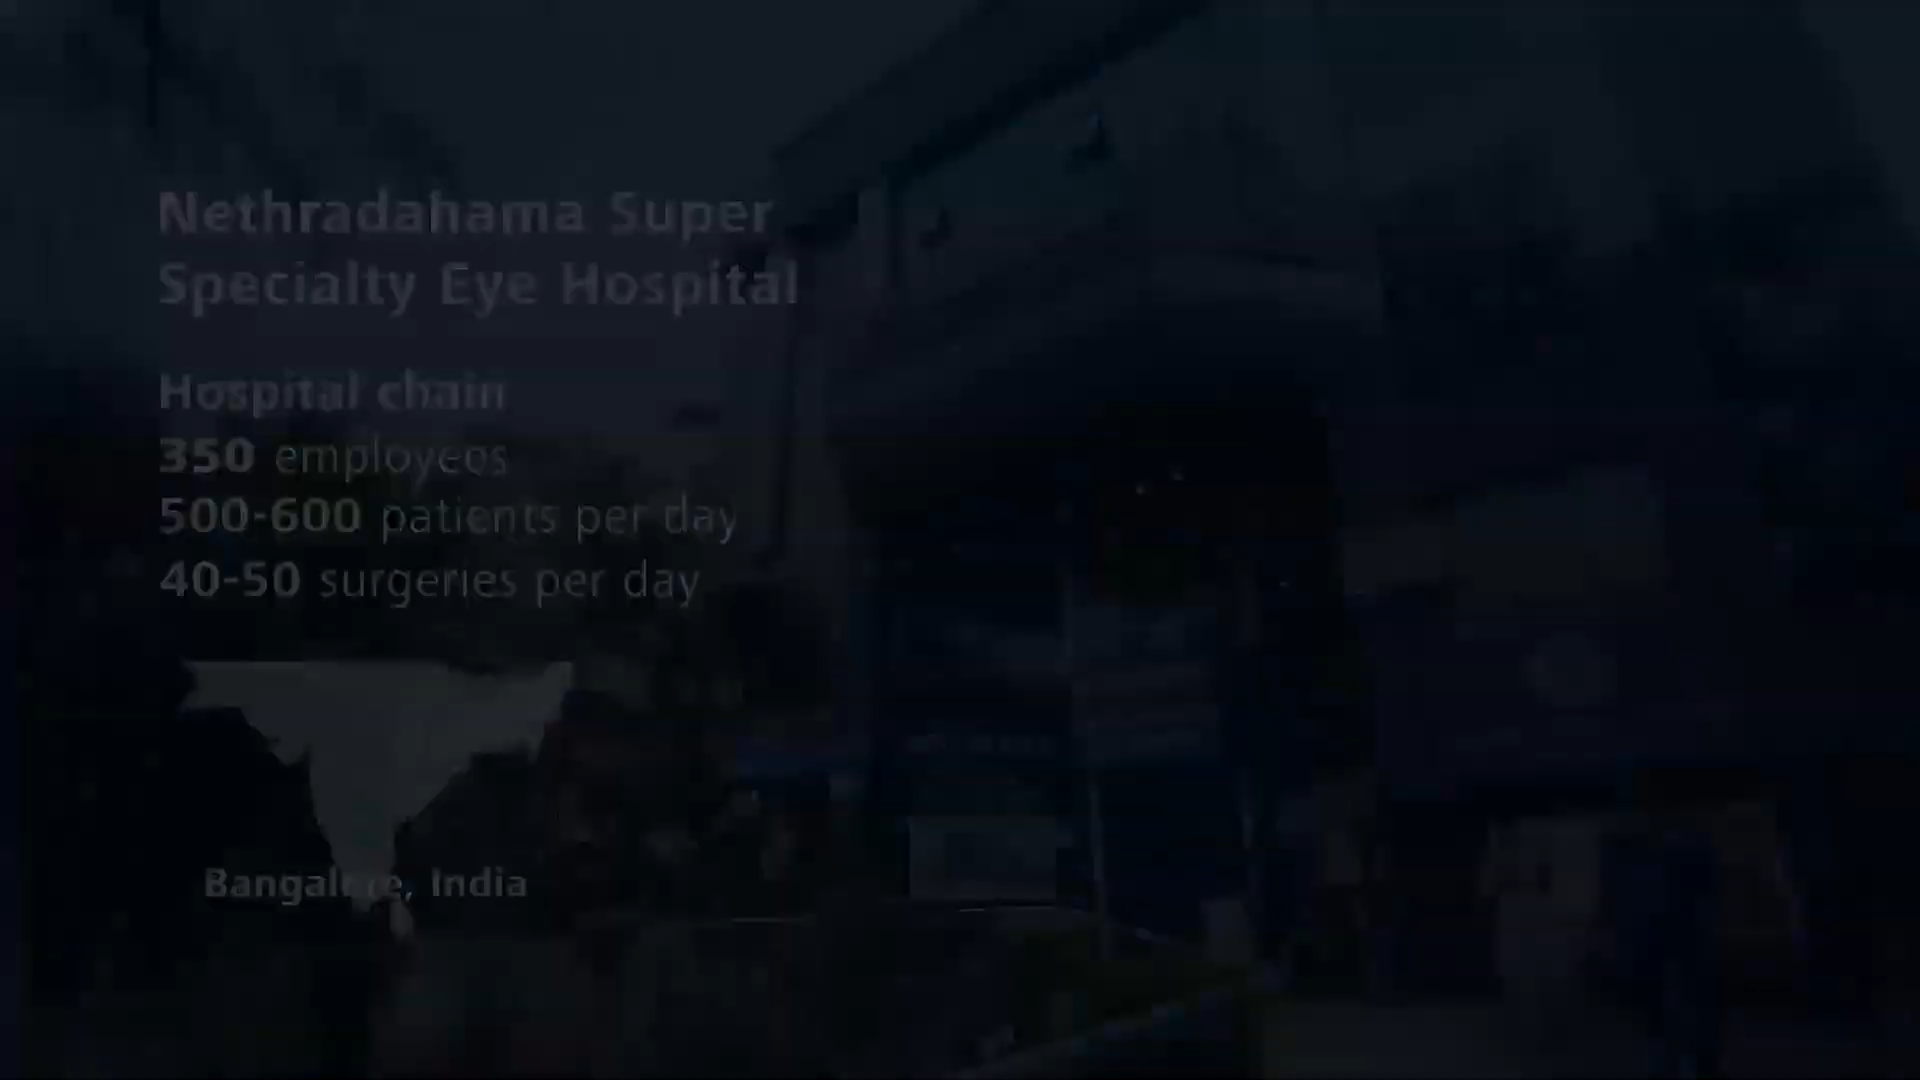 Nethradahama Super
Specialty Eye Hospital
Hospital chain
350 employees
500-600 patients per day
40-50 surgeries per day
Bangalore, India